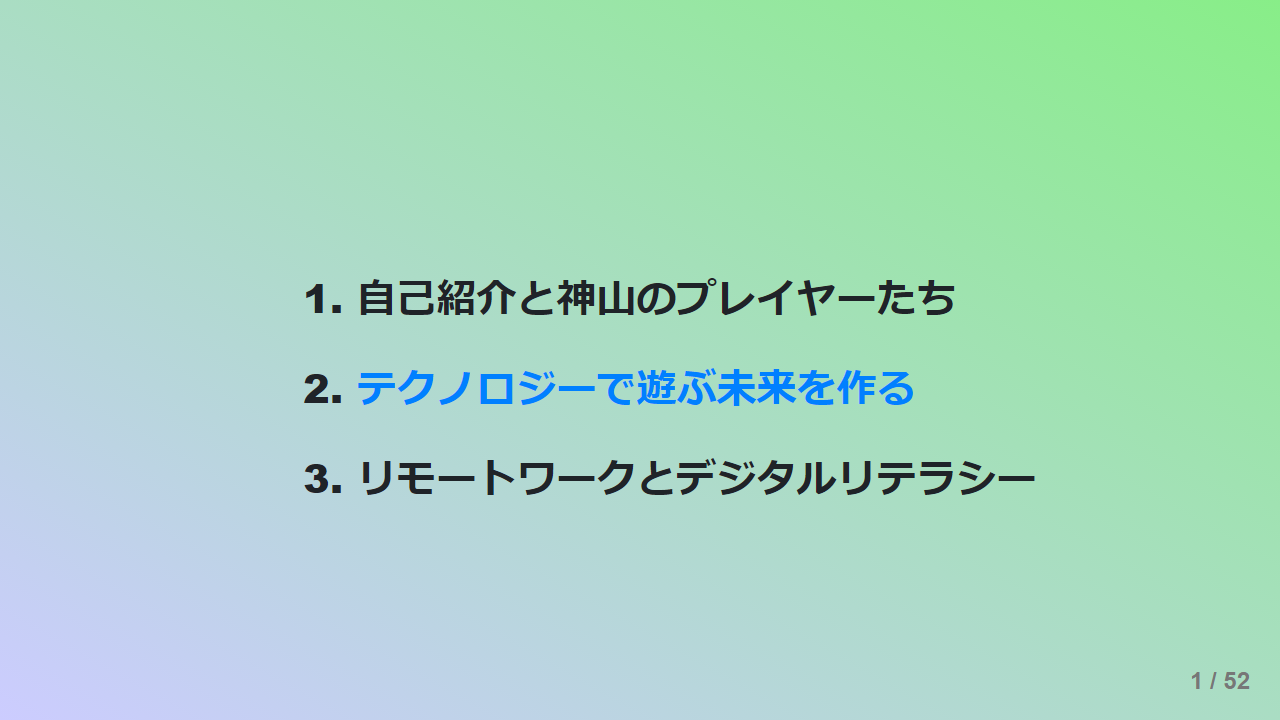 1. 自己紹介と神山のプレイヤーたち
2. テクノロジーで遊ぶ未来を作る
3. リモートワークとデジタルリテラシー
1 / 52